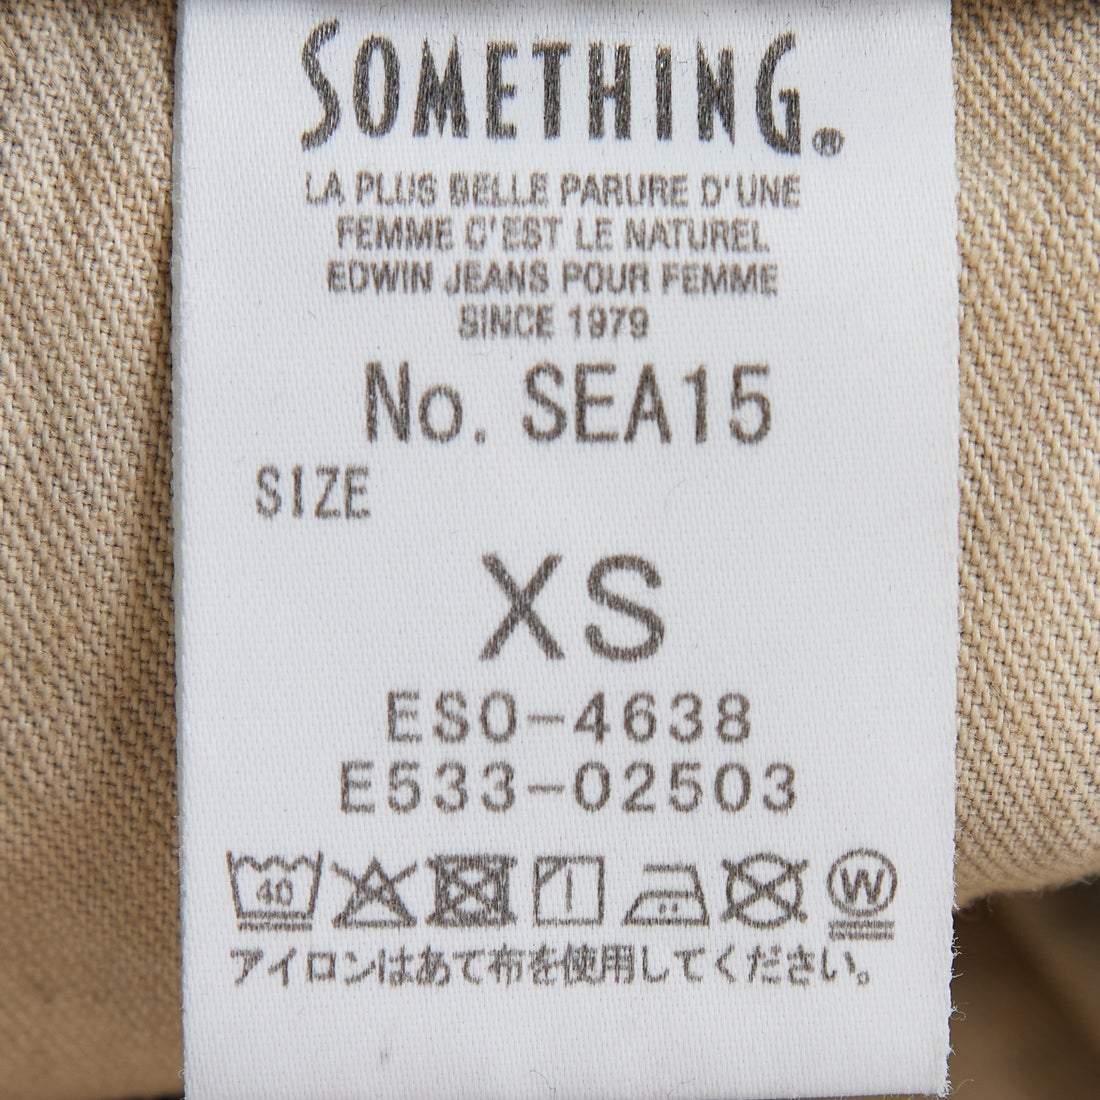 SOMETHING®
LA PLUS BELLE PARURE D'UNE
FEMME C'EST LE NATUREL
EDWIN JEANS POUR FEMME
SINCE 1979
No. SEA15
SIZE
XS
ESO-4638
E533-02503
40 W
アイロンはあて布を使用してください。